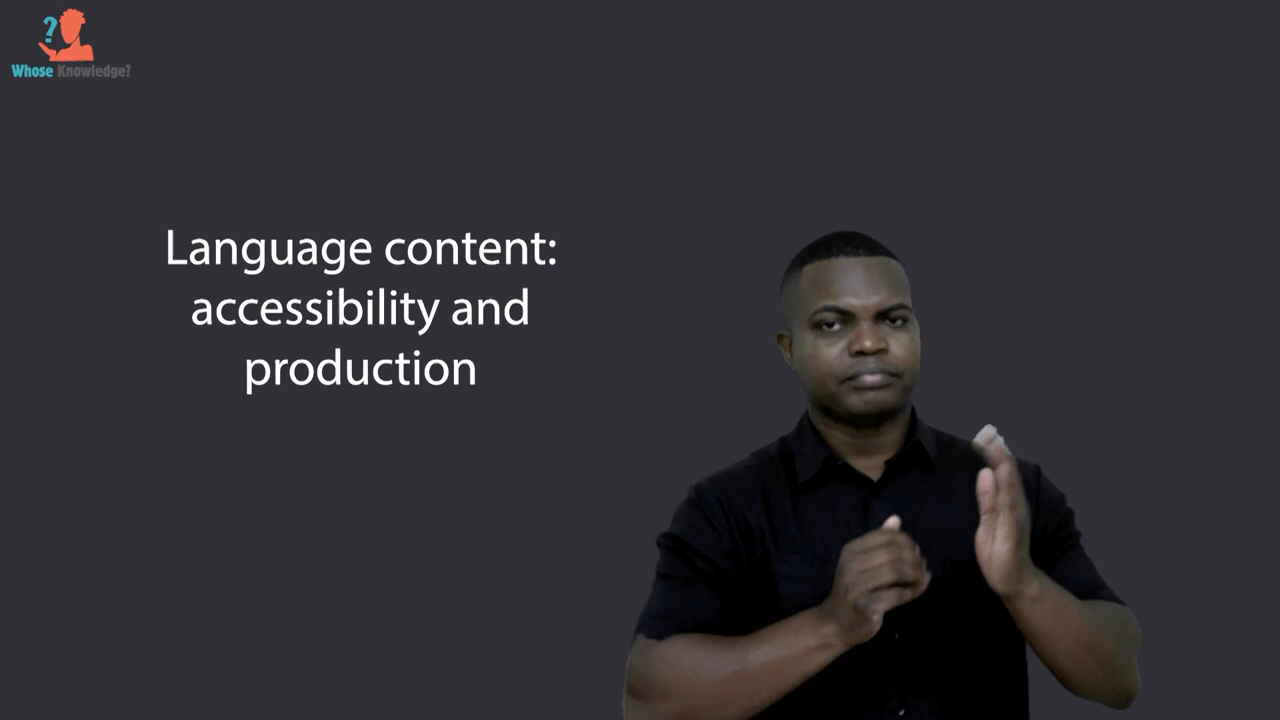 ?
Whose Knowledge?
Language content:
accessibility and
production